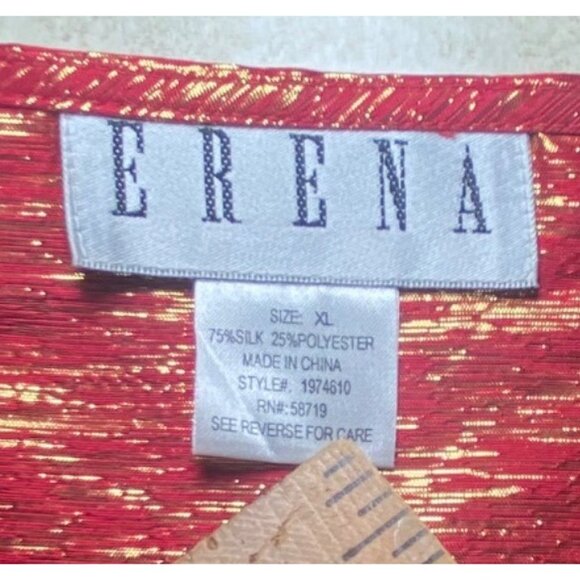 ERENA
SIZE: XL
75%SILK 25%POLYESTER
MADE IN CHINA
STYLE#. 1974610
RN#:58719
SEE REVERSE FOR CARE